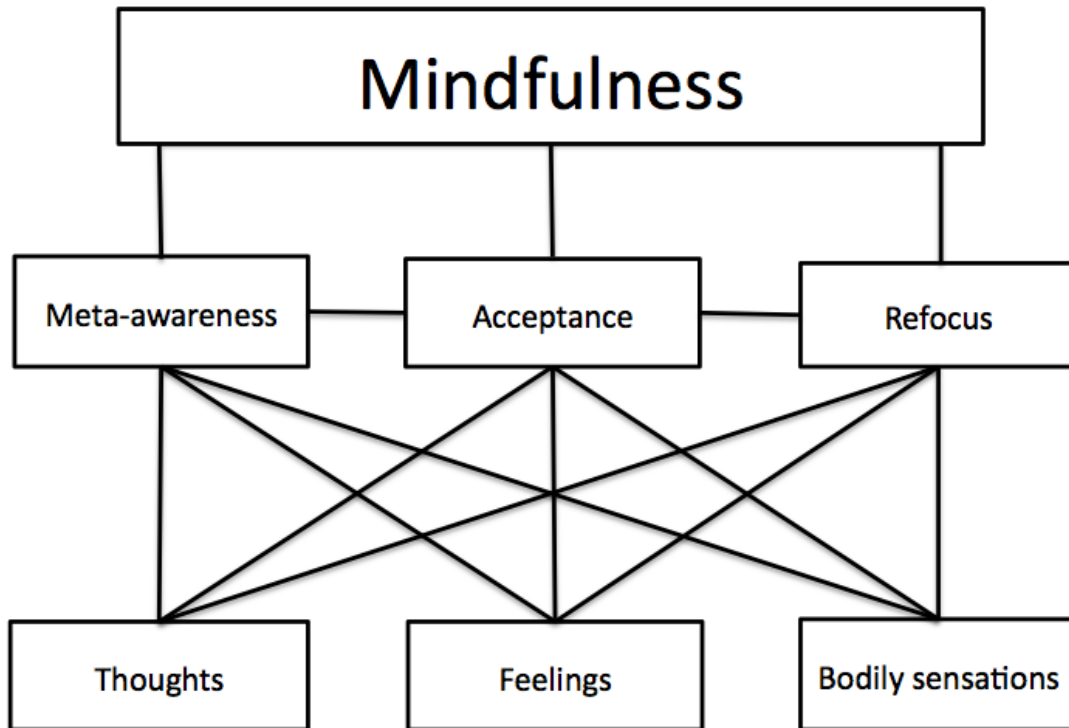 Mindfulness
Meta-awareness
Acceptance
Refocus
Thoughts
Feelings
Bodily sensations